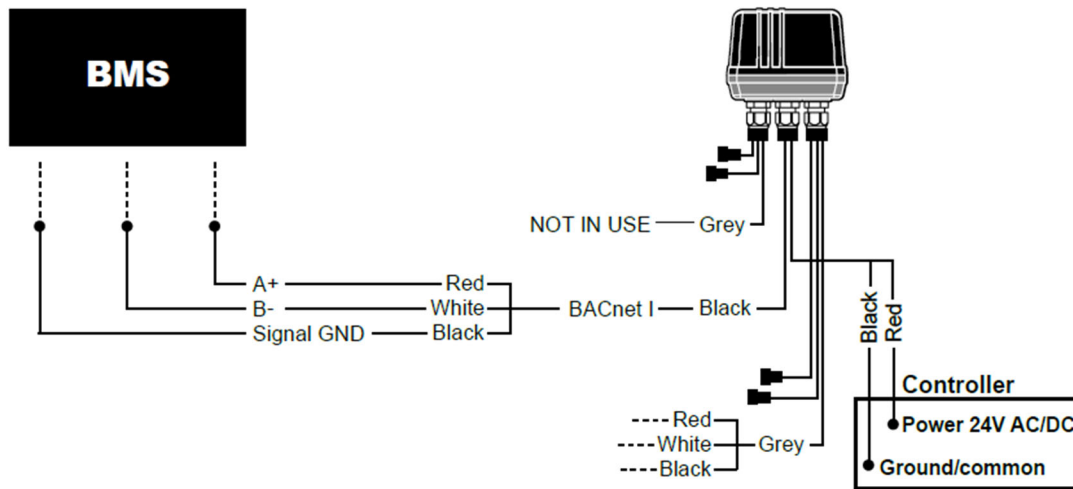 BMS
NOT IN USE Grey
A+ Red
B- White BACnet I Black
Signal GND Black
Black
Red
Controller
Power 24V AC/DC
Ground/common
Red
White Grey
Black